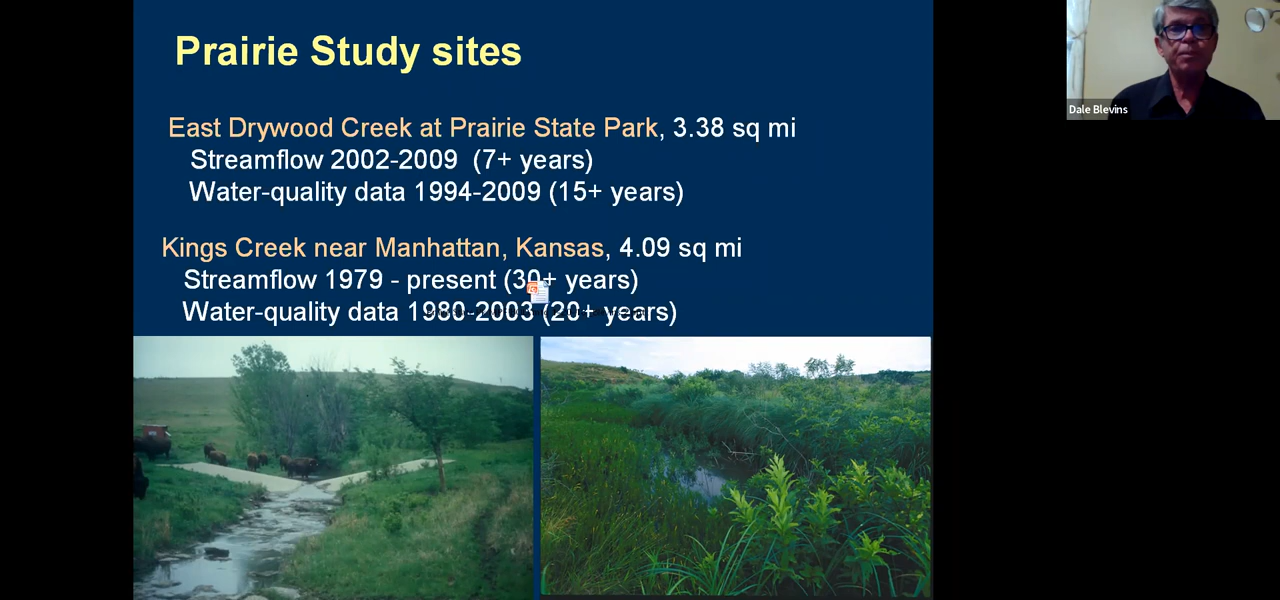 Prairie Study sites
East Drywood Creek at Prairie State Park, 3.38 sq mi
Streamflow 2002-2009 (7+ years)
Water-quality data 1994-2009 (15+ years)
Kings Creek near Manhattan, Kansas, 4.09 sq mi
Streamflow 1979 - present (30+ years)
Water-quality data 1980-2003 (20+ years)
Dale Blevins